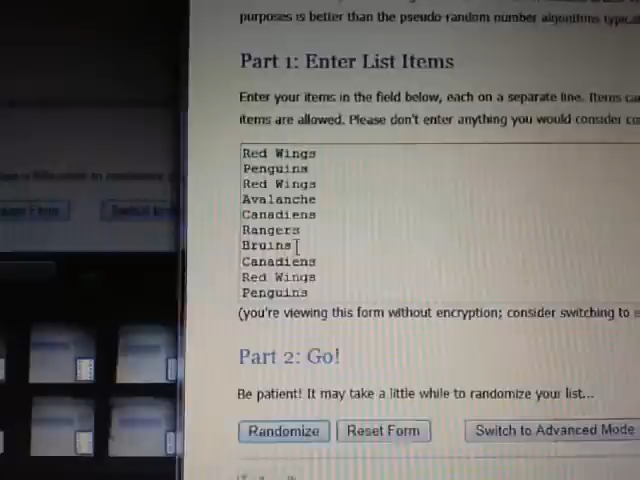 purposes is better than the pseudo random number algorithms
Part 1: Enter List Items
Enter your items in the field below, each on a separate line. Items
items are allowed. Please don't enter anything you would consider
Red Wings
Penguins
Red Wings
Avalanche
Canadiens
Rangers
Bruins
Canadiens
Red Wings
Penguins
(you're viewing this form without encryption; consider switching to
Part 2: Go!
Be patient! It may take a little while to randomize your list...
Randomize
Reset Form
Switch to Advanced Mode